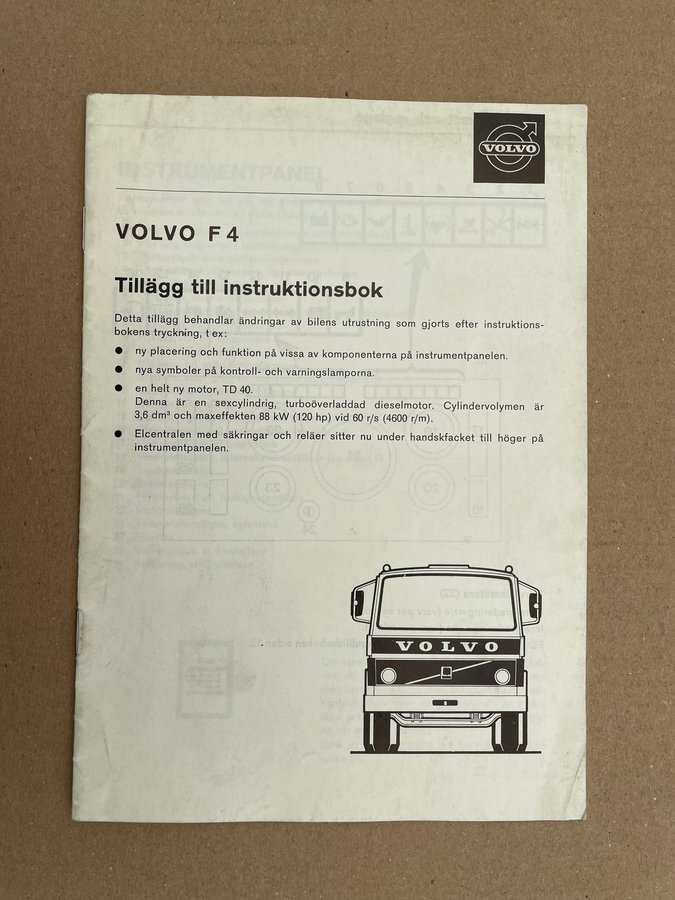 VOLVO
VOLVO F 4
Tillägg till instruktionsbok
Detta tillägg behandlar ändringar av bilens utrustning som gjorts efter instruktions-
bokens tryckning, t ex:
● ny placering och funktion på vissa av komponenterna på instrumentpanelen.
● nya symboler på kontroll- och varningslamporna.
● en helt ny motor, TD 40.
Denna är en sexcylindrig, turboöverladdad dieselmotor. Cylindervolymen är
3,6 dm³ och maxeffekten 88 kW (120 hp) vid 60 r/s (4600 r/m).
● Elcentralen med säkringar och reläer sitter nu under handskfacket till höger på
instrumentpanelen.
VOLVO